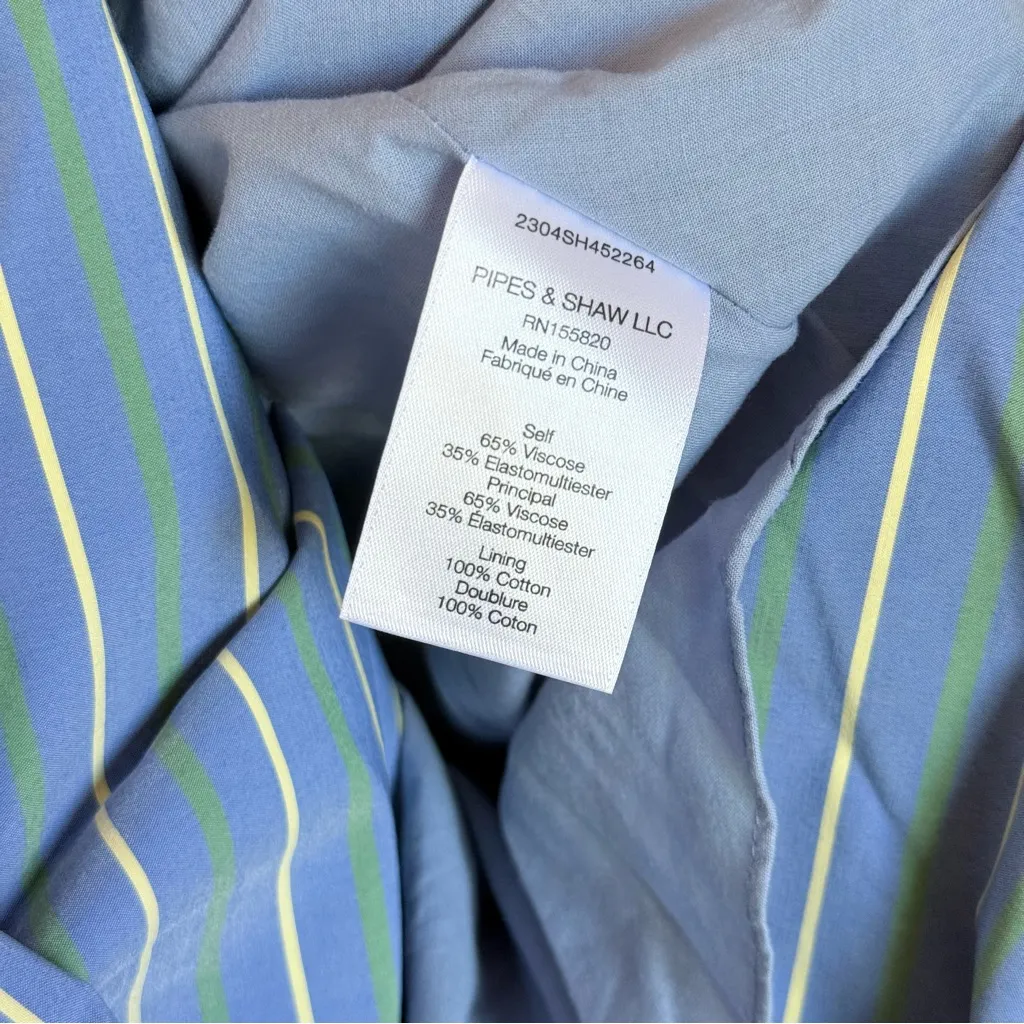 2304SH452264
PIPES & SHAW LLC
RN155820
Made in China
Fabriqué en Chine
Self
65% Viscose
35% Elastomultiester
Principal
65% Viscose
35% Élastomultiester
Lining
100% Cotton
Doublure
100% Coton